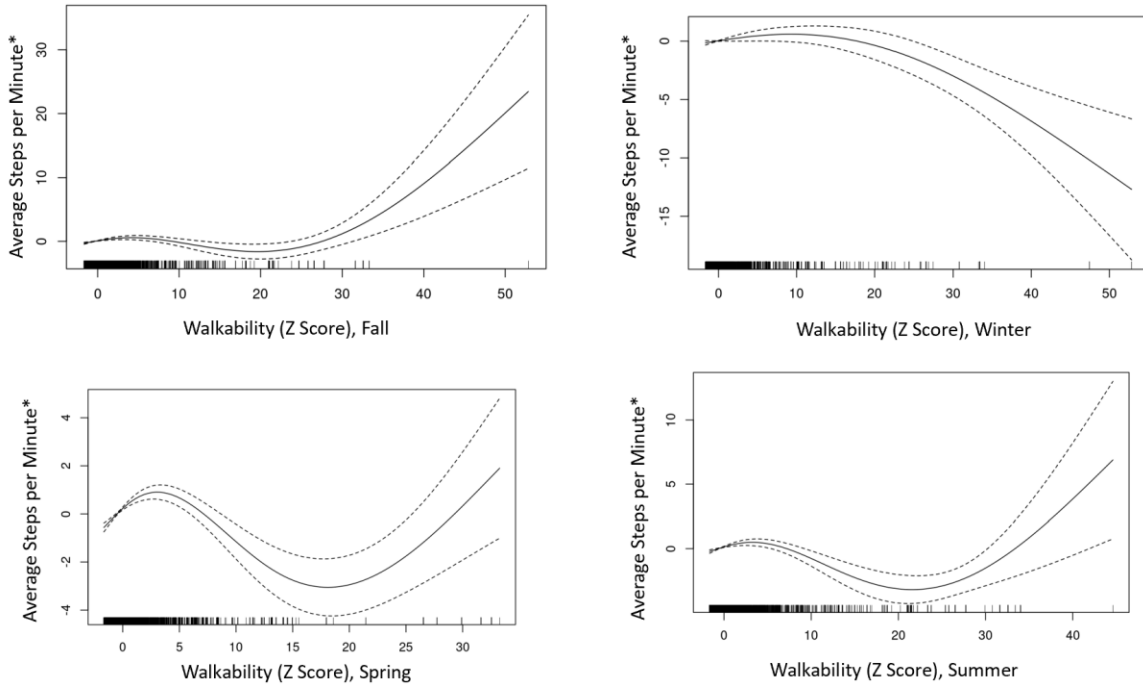 Average Steps per Minute*
30
20
10
0
0 10 20 30 40 50
Walkability (Z Score), Fall
Average Steps per Minute*
0
-5
-10
-15
0 10 20 30 40 50
Walkability (Z Score), Winter
Average Steps per Minute*
4
2
0
-2
-4
0 5 10 15 20 25 30
Walkability (Z Score), Spring
Average Steps per Minute*
10
5
0
0 10 20 30 40
Walkability (Z Score), Summer